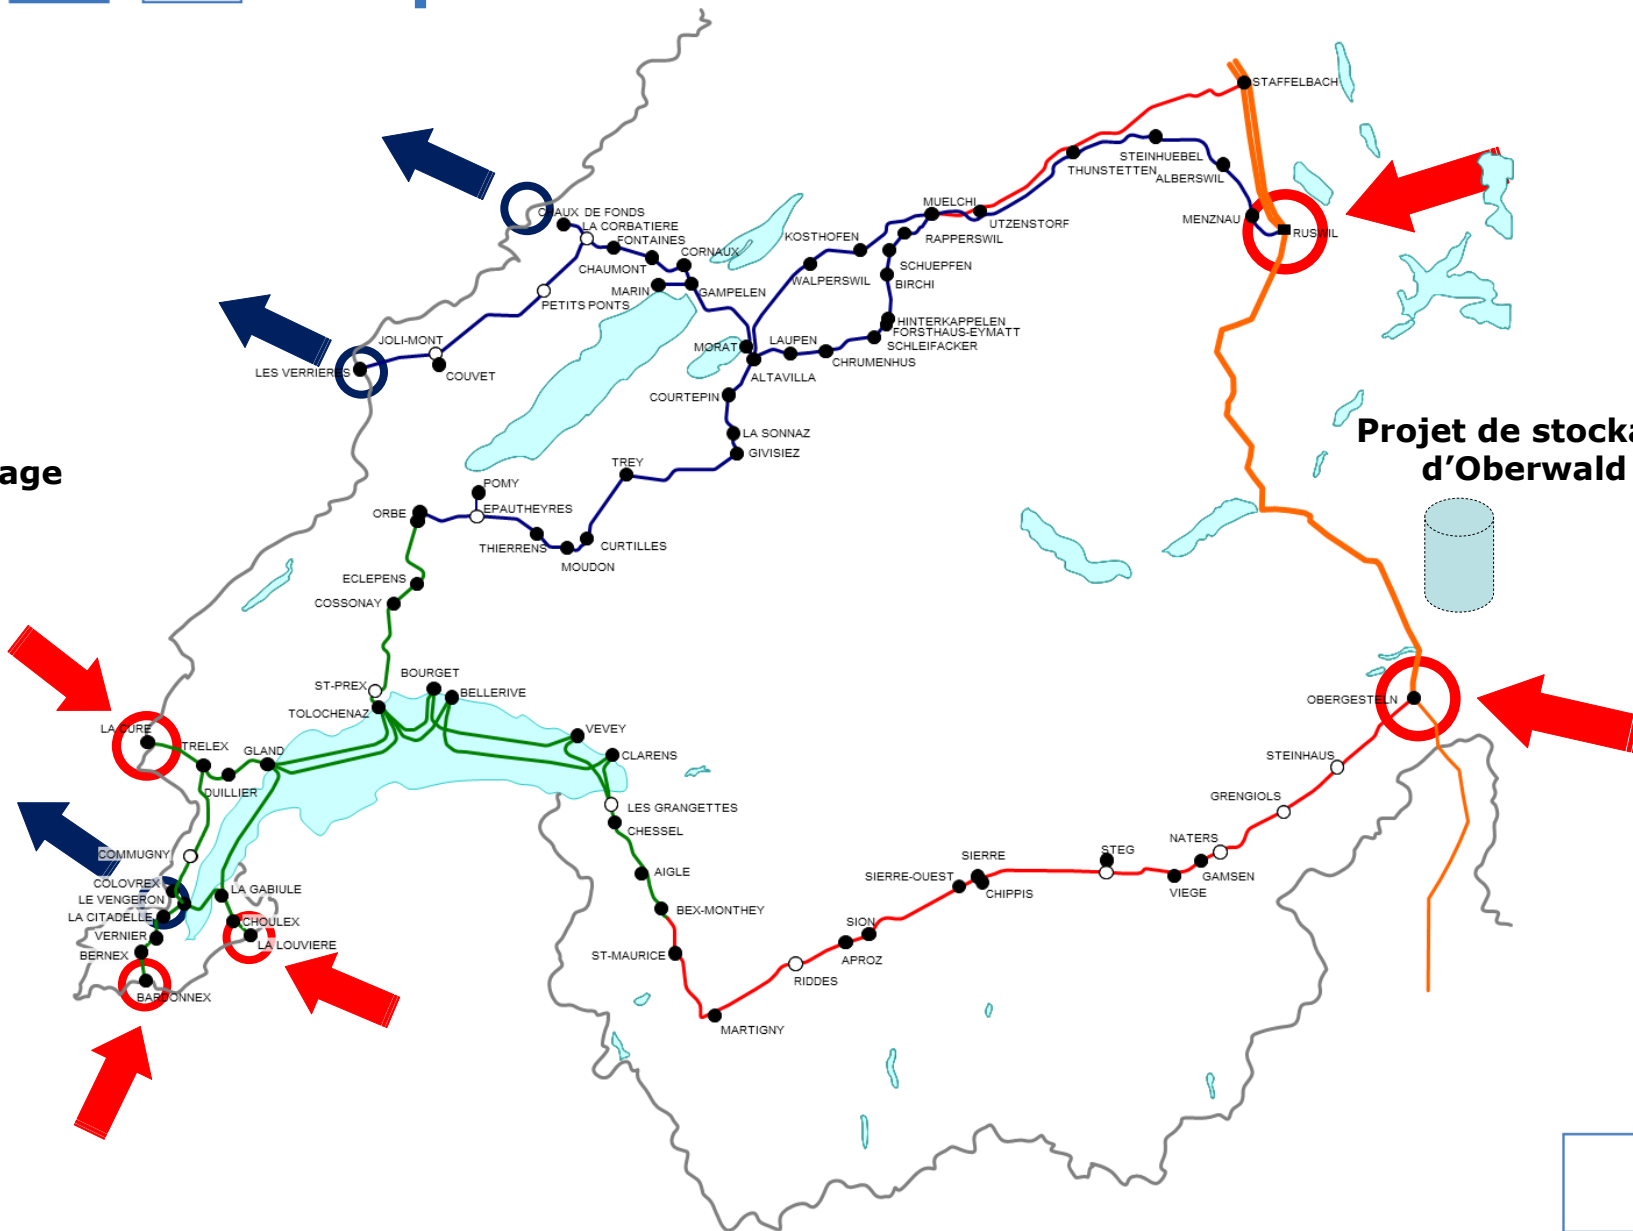 STAFFELBACH
STEINHUEBEL
THUNSTETTEN
ALBERSWIL
MUELCHI
UTZENSTORF
MENZNAU
RUSWIL
CHAUX DE FONDS
LA CORBATIERE
FONTAINES
CHAUMONT
CORNAUX
KOSTHOFEN
RAPPERSWIL
SCHUEPFEN
WALPERSWIL
BIRCHI
MARIN
GAMPELEN
PETITS PONTS
HINTERKAPPELEN
FORSTHAUS-EYMATT
SCHLEIFACKER
JOLI-MONT
MORAT
LAUPEN
CHRUMENHUS
LES VERRIERES
COUVET
ALTAVILLA
COURTEPIN
LA SONNAZ
GIVISIEZ
Projet de stocka
d’Oberwald
age
TREY
POMY
ORBE
EPAUTHEYRES
THIERRENS
CURTILLES
MOUDON
ECLEPENS
COSSONAY
BOURGET
ST-PREX
BELLERIVE
TOLOCHENAZ
OBERGESTELN
LA CURE
TRELEX
GLAND
VEVEY
CLARENS
STEINHAUS
DUILLIER
GRENGIOLS
LES GRANGETTES
CHESSEL
NATERS
COMMUGNY
STEG
SIERRE
AIGLE
SIERRE-OUEST
CHIPPIS
VIEGE
GAMSEN
COLOVREX
LA GABIULE
LE VENGERON
LA CITADELLE
CHOULEX
BEX-MONTHEY
SION
VERNIER
LA LOUVIERE
BERNEX
ST-MAURICE
APROZ
RIDDES
BARDONNEX
MARTIGNY